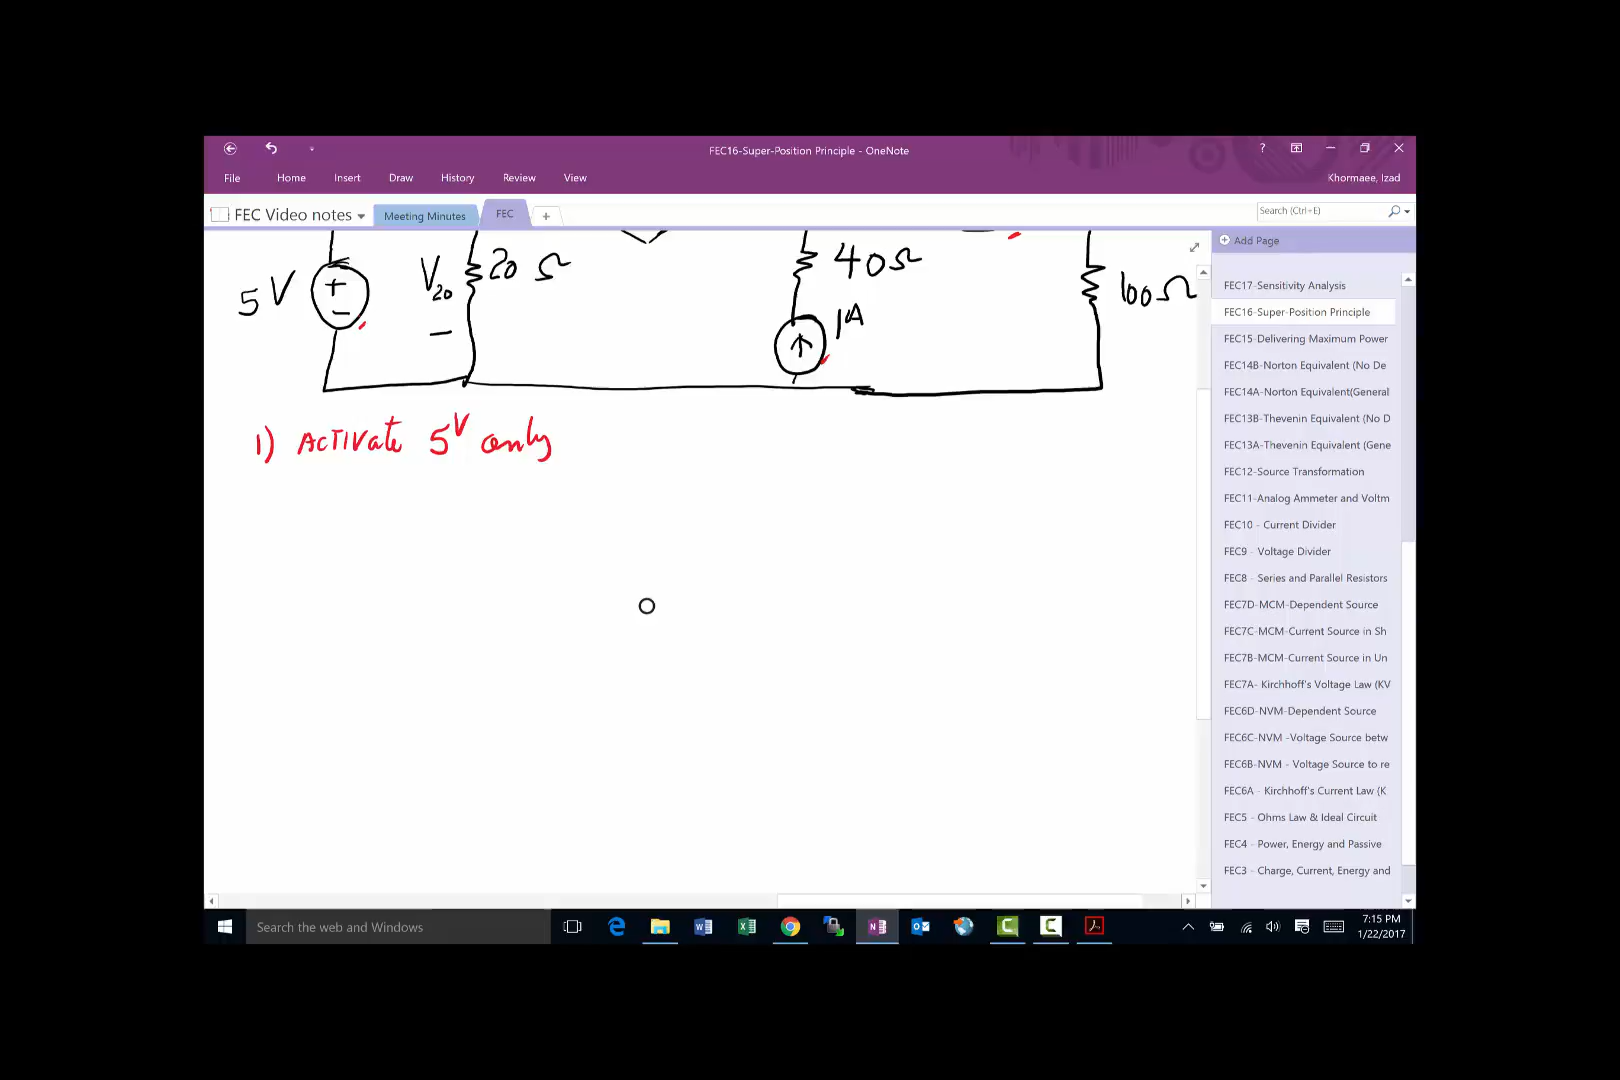 FEC16-Super-Position Principle - OneNote
?
File Home Insert Draw History Review View
Khormaee, Izad
FEC Video notes Meeting Minutes FEC +
Search (Ctrl+E)
5 V + − V20 − 20 Ω 40Ω 1A 100Ω
1) Activate 5V only
Add Page
FEC17-Sensitivity Analysis
FEC16-Super-Position Principle
FEC15-Delivering Maximum Power
FEC14B-Norton Equivalent (No De
FEC14A-Norton Equivalent(General
FEC13B-Thevenin Equivalent (No D
FEC13A-Thevenin Equivalent (Gene
FEC12-Source Transformation
FEC11-Analog Ammeter and Voltm
FEC10 - Current Divider
FEC9 - Voltage Divider
FEC8 - Series and Parallel Resistors
FEC7D-MCM-Dependent Source
FEC7C-MCM-Current Source in Sh
FEC7B-MCM-Current Source in Un
FEC7A- Kirchhoff's Voltage Law (KV
FEC6D-NVM-Dependent Source
FEC6C-NVM -Voltage Source betw
FEC6B-NVM - Voltage Source to re
FEC6A - Kirchhoff's Current Law (K
FEC5 - Ohms Law & Ideal Circuit
FEC4 - Power, Energy and Passive
FEC3 - Charge, Current, Energy and
Search the web and Windows
7:15 PM
1/22/2017